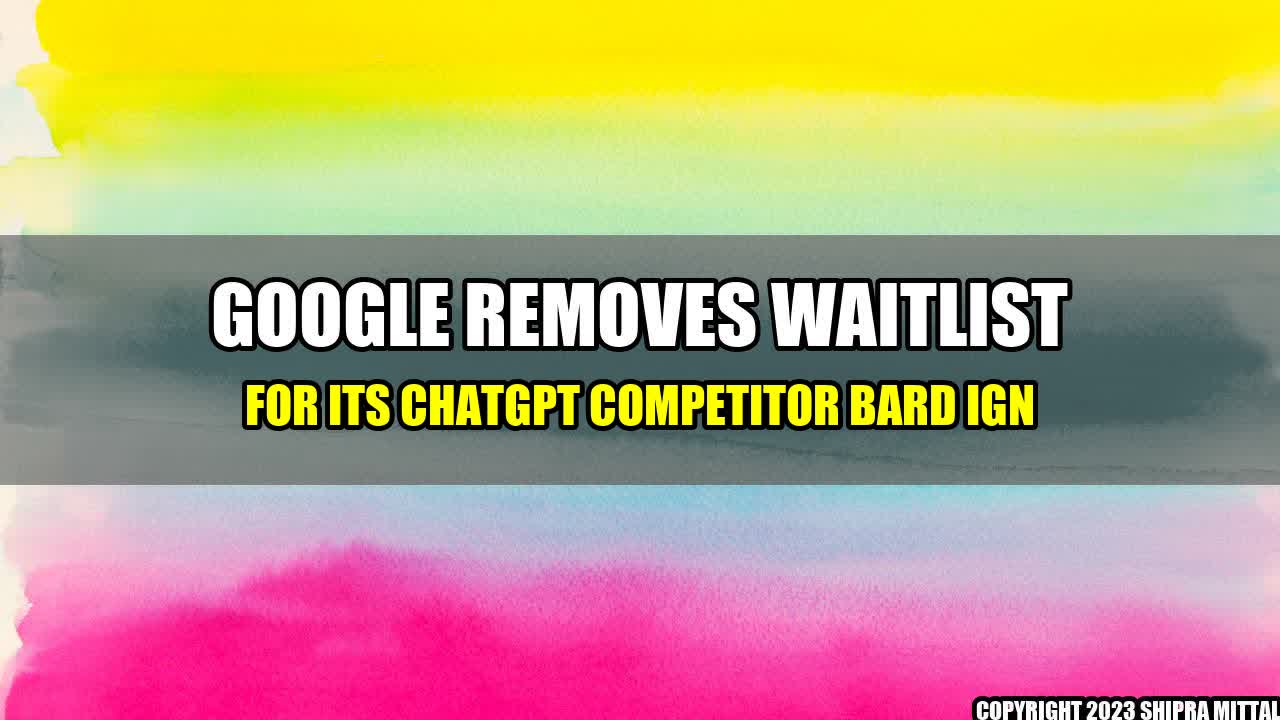 GOOGLE REMOVES WAITLIST
FOR ITS CHATGPT COMPETITOR BARD IGN
COPYRIGHT 2023 SHIPRA MITTAL